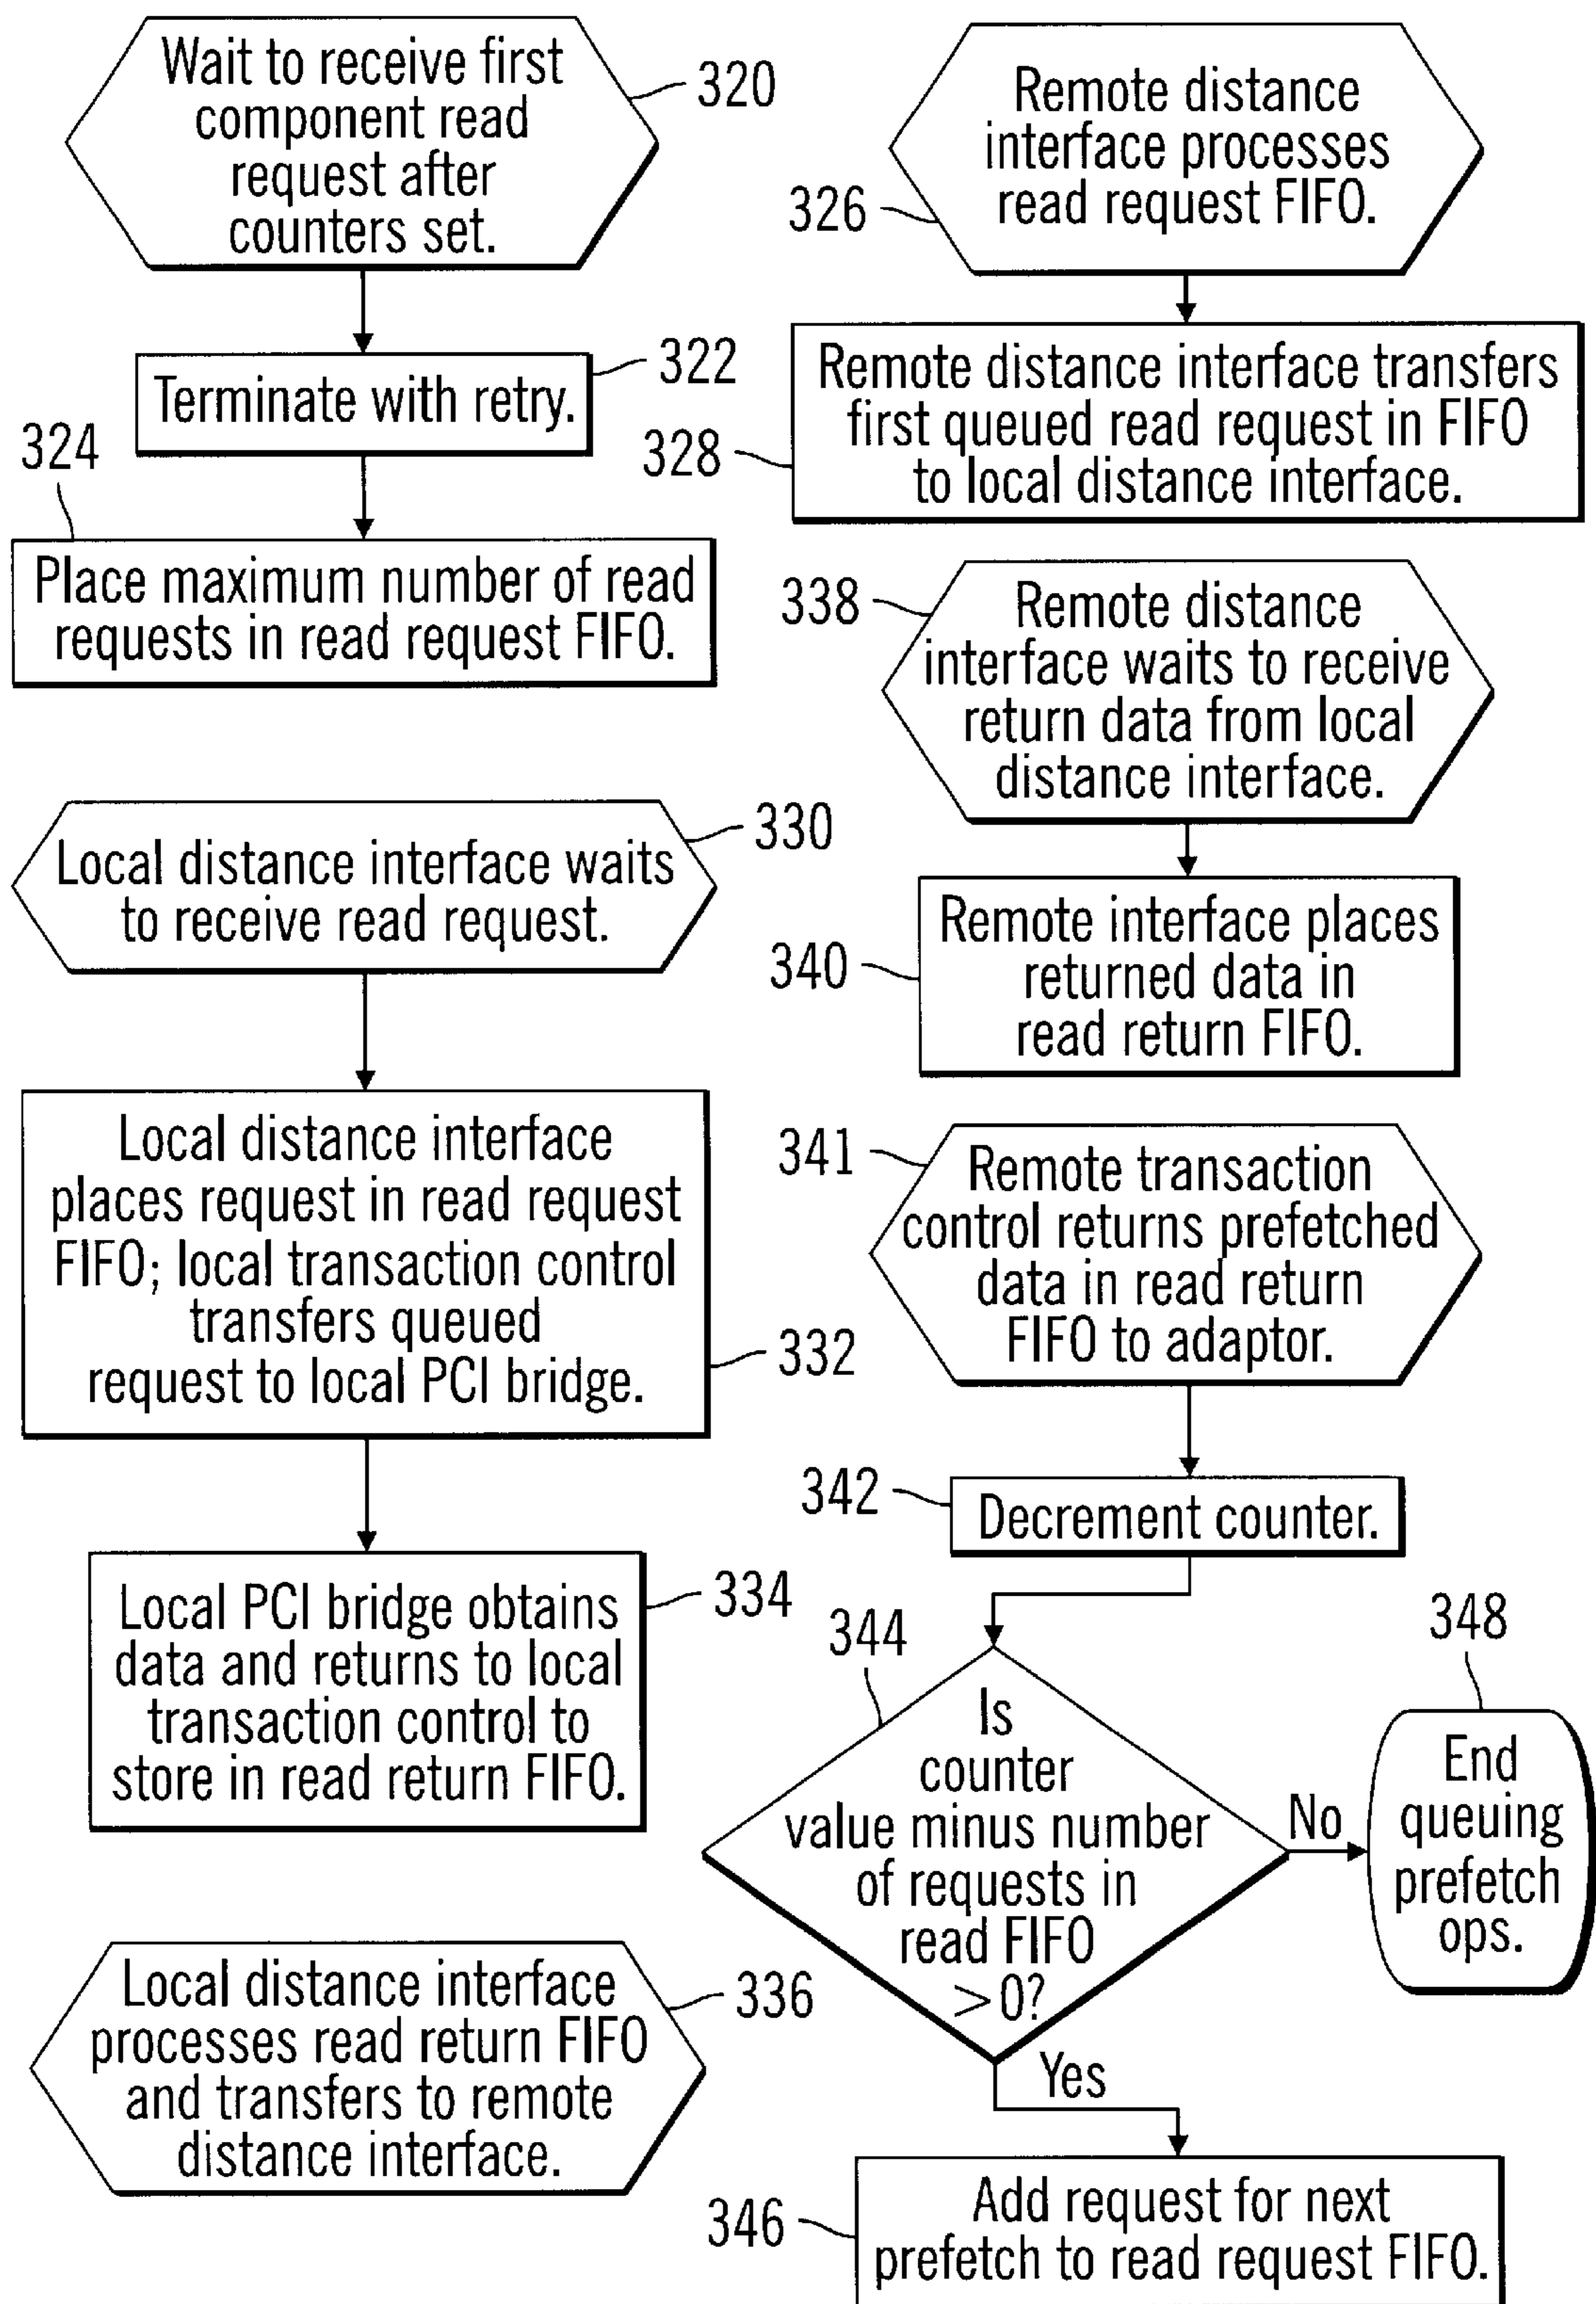 Wait to receive first
component read
request after
counters set.
320
Terminate with retry.
322
324
Place maximum number of read
requests in read request FIFO.
Remote distance
interface processes
read request FIFO.
326
Remote distance interface transfers
first queued read request in FIFO
to local distance interface.
328
Local distance interface waits
to receive read request.
330
Local distance interface
places request in read request
FIFO; local transaction control
transfers queued
request to local PCI bridge.
332
Local PCI bridge obtains
data and returns to local
transaction control to
store in read return FIFO.
334
Local distance interface
processes read return FIFO
and transfers to remote
distance interface.
336
338
Remote distance
interface waits to receive
return data from local
distance interface.
340
Remote interface places
returned data in
read return FIFO.
341
Remote transaction
control returns prefetched
data in read return
FIFO to adaptor.
342
Decrement counter.
344
Is
counter
value minus number
of requests in
read FIFO
>0?
No
348
End
queuing
prefetch
ops.
Yes
346
Add request for next
prefetch to read request FIFO.